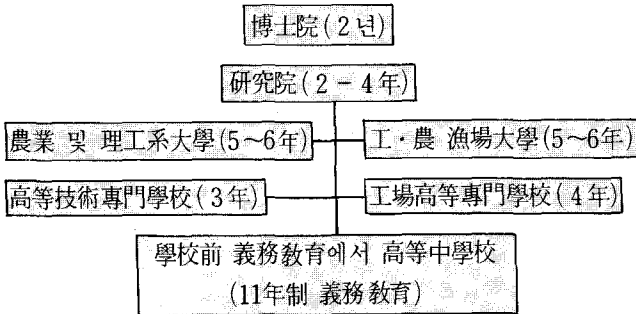 博士院(2년)
研究院(2-4年)
農業 및 理工系大學(5~6年)
工·農 漁場大學(5~6年)
高等技術專門學校(3年)
工場高等專門學校(4年)
學校前 義務敎育에서 高等中學校
(11年制 義務敎育)